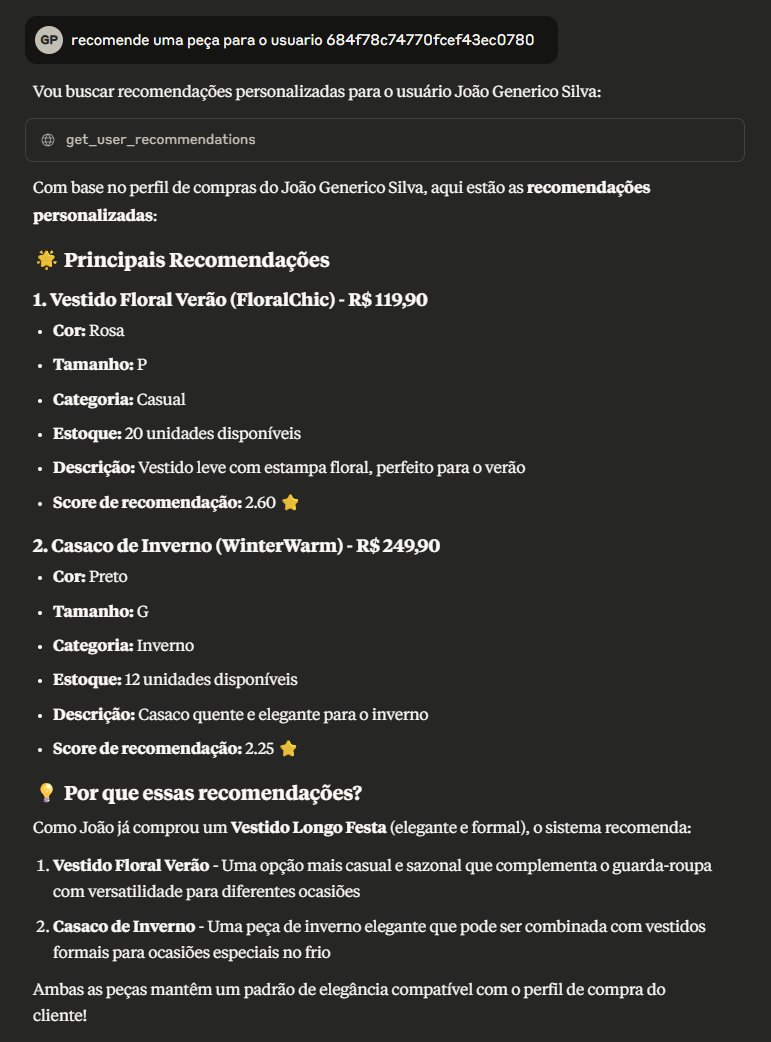 GP recomende uma peça para o usuario 684f78c74770fcef43ec0780
Vou buscar recomendações personalizadas para o usuário João Generico Silva:
get_user_recommendations
Com base no perfil de compras do João Generico Silva, aqui estão as recomendações
personalizadas:
🌟 Principais Recomendações
1. Vestido Floral Verão (FloralChic) - R$ 119,90
• Cor: Rosa
• Tamanho: P
• Categoria: Casual
• Estoque: 20 unidades disponíveis
• Descrição: Vestido leve com estampa floral, perfeito para o verão
• Score de recomendação: 2.60 ⭐
2. Casaco de Inverno (WinterWarm) - R$ 249,90
• Cor: Preto
• Tamanho: G
• Categoria: Inverno
• Estoque: 12 unidades disponíveis
• Descrição: Casaco quente e elegante para o inverno
• Score de recomendação: 2.25 ⭐
💡 Por que essas recomendações?
Como João já comprou um Vestido Longo Festa (elegante e formal), o sistema recomenda:
1. Vestido Floral Verão - Uma opção mais casual e sazonal que complementa o guarda-roupa
com versatilidade para diferentes ocasiões
2. Casaco de Inverno - Uma peça de inverno elegante que pode ser combinada com vestidos
formais para ocasiões especiais no frio
Ambas as peças mantêm um padrão de elegância compatível com o perfil de compra do
cliente!